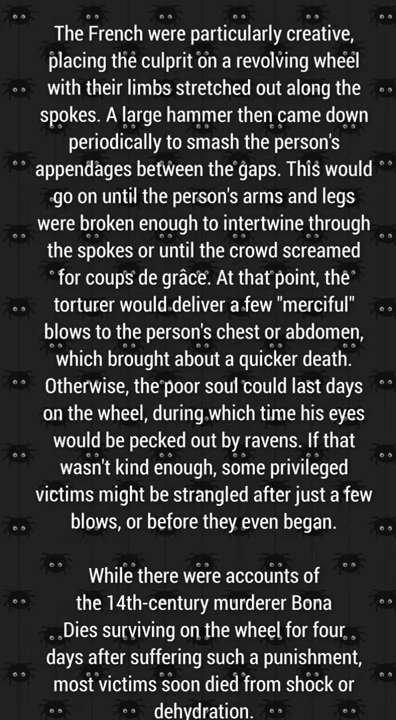 The French were particularly creative,
placing the culprit on a revolving wheel
with their limbs stretched out along the
spokes. A large hammer then came down
periodically to smash the person's
appendages between the gaps. This would
go on until the person's arms and legs
were broken enough to intertwine through
the spokes or until the crowd screamed
for coups de grâce. At that point, the
torturer would deliver a few "merciful"
blows to the person's chest or abdomen,
which brought about a quicker death.
Otherwise, the poor soul could last days
on the wheel, during which time his eyes
would be pecked out by ravens. If that
wasn't kind enough, some privileged
victims might be strangled after just a few
blows, or before they even began.
While there were accounts of
the 14th-century murderer Bona
Dies surviving on the wheel for four
days after suffering such a punishment,
most victims soon died from shock or
dehydration.